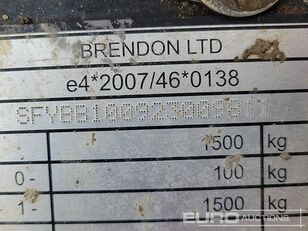 BRENDON LTD
e4*2007/46*0138
1500 kg
0- 100 kg
1- 1500 kg
EURO AUCTIONS